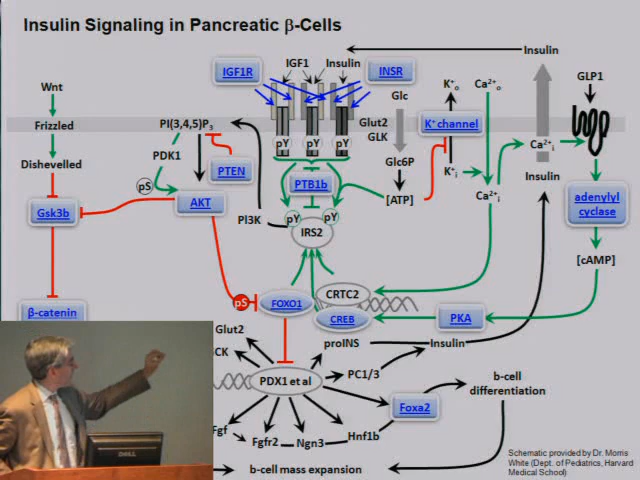 Insulin Signaling in Pancreatic β-Cells
Insulin
IGF1R
IGF1
Insulin
INSR
K⁺ₒ
Ca²⁺ₒ
GLP1
Wnt
Glc
Frizzled
PI(3,4,5)P₃
Glut2
GLK
K⁺channel
pY
pY
pY
Ca²⁺ᵢ
Dishevelled
PDK1
PTEN
Glc6P
K⁺ᵢ
Insulin
pS
PTB1b
Gsk3b
AKT
PI3K
pY
pY
[ATP]
Ca²⁺ᵢ
adenylyl
cyclase
IRS2
[cAMP]
CRTC2
pS
FOXO1
CREB
PKA
β-catenin
Glut2
proINS
Insulin
GCK
PC1/3
PDX1 et al
b-cell
differentiation
Foxa2
Fgf
Fgfr2
Ngn3
Hnf1b
b-cell mass expansion
Schematic provided by Dr. Morris
White (Dept. of Pediatrics, Harvard
Medical School)